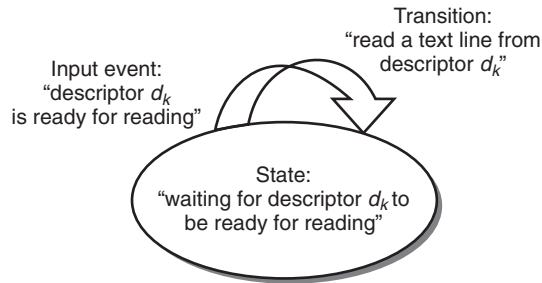 Input event:
“descriptor dk
is ready for reading”
Transition:
“read a text line from
descriptor dk”
State:
“waiting for descriptor dk to
be ready for reading”